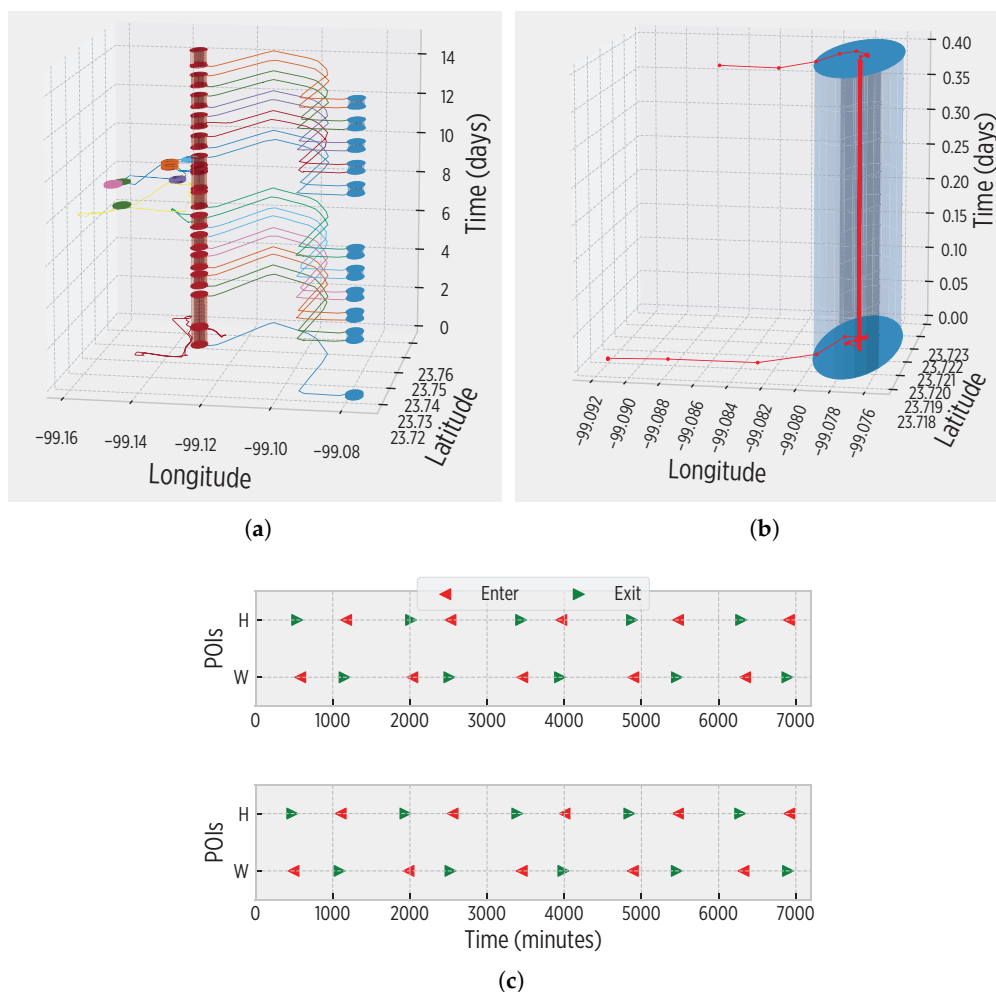 14
12
10
8
6
4
2
0
Time (days)
23.76
23.75
23.74
23.73
23.72
Latitude
−99.16
−99.14
−99.12
−99.10
−99.08
Longitude
(a)
0.40
0.35
0.30
0.25
0.20
0.15
0.10
0.05
0.00
Time (days)
23.723
23.722
23.721
23.720
23.719
23.718
Latitude
−99.092
−99.090
−99.088
−99.086
−99.084
−99.082
−99.080
−99.078
−99.076
Longitude
(b)
Enter Exit
H
W
POIs
0 1000 2000 3000 4000 5000 6000 7000
H
W
POIs
0 1000 2000 3000 4000 5000 6000 7000
Time (minutes)
(c)